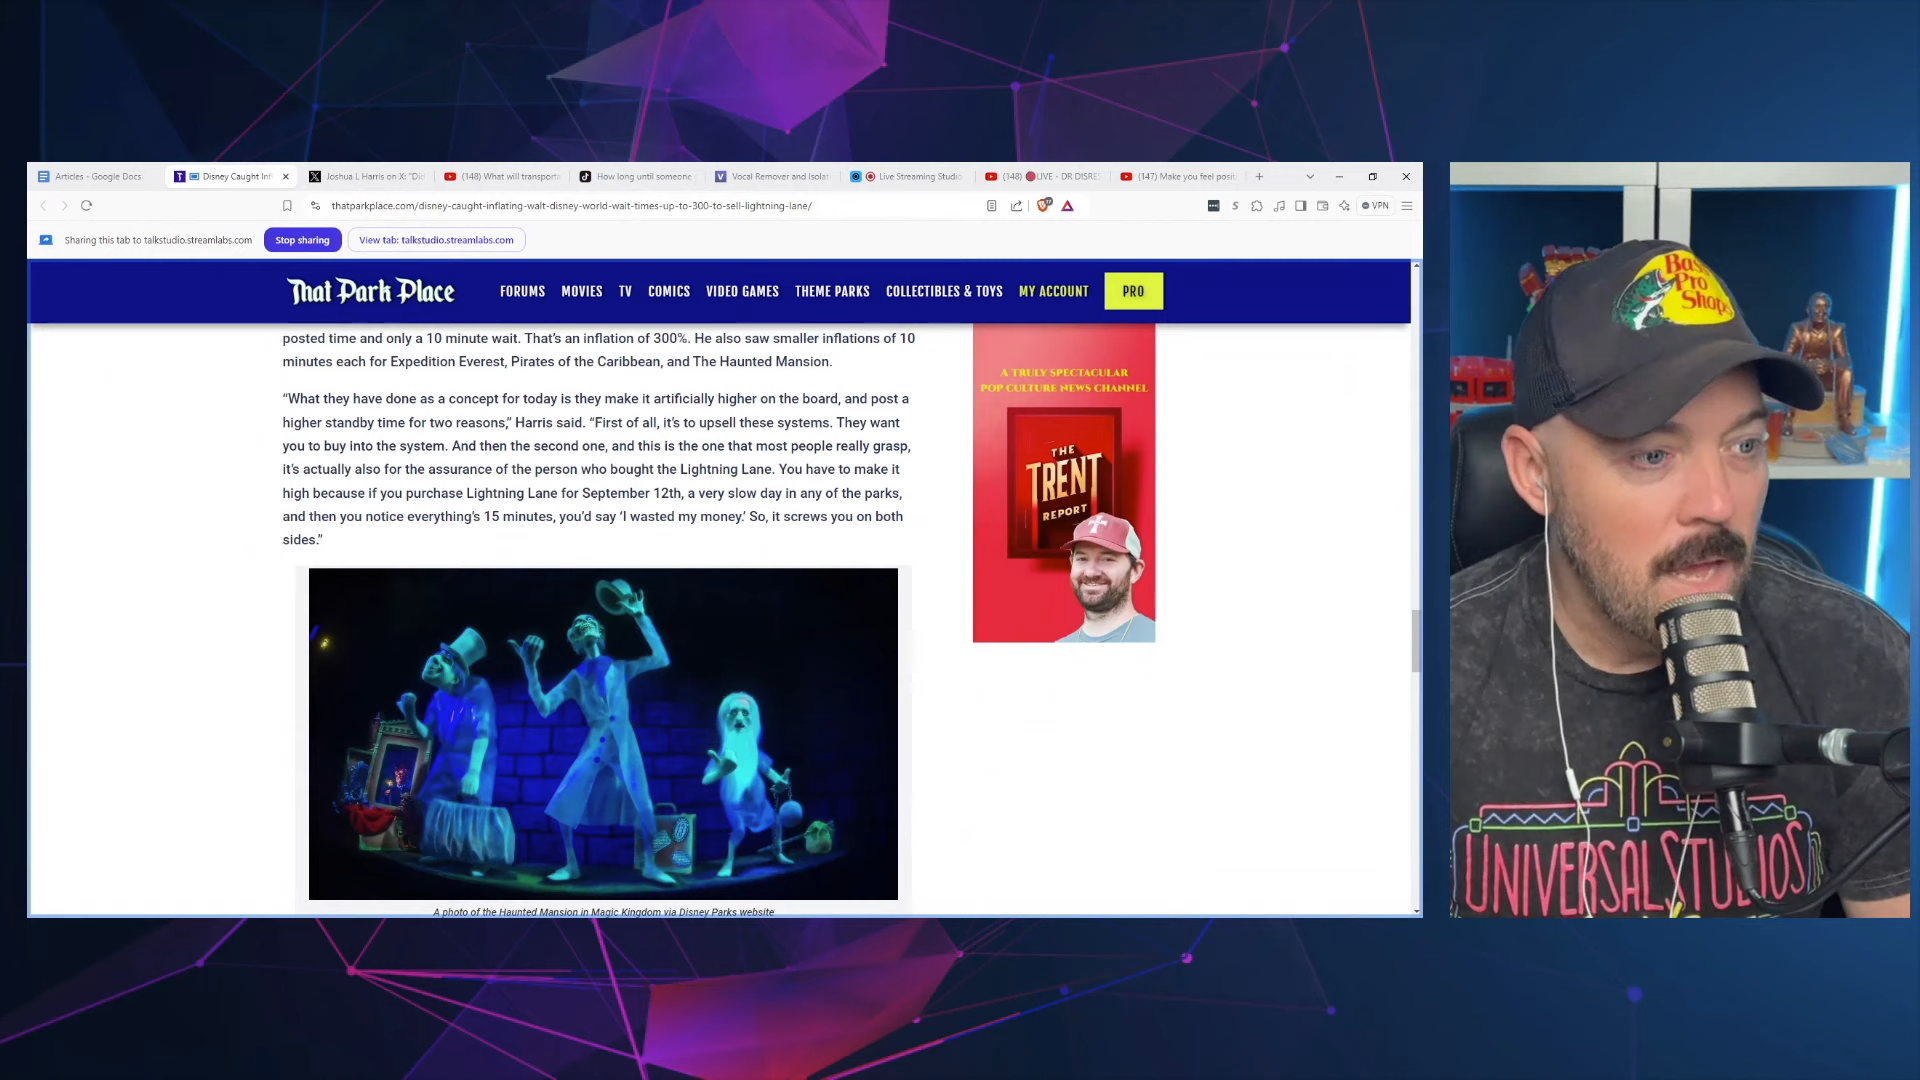 Articles - Google Docs
Disney Caught Inf
Joshua L Harris on X: "Dis
(148) What will transporta
How long until someone
Vocal Remover and Isolat
Live Streaming Studio
(148) 🔴LIVE - DR DISRE
(147) Make you feel posit
thatparkplace.com/disney-caught-inflating-walt-disney-world-wait-times-up-to-300-to-sell-lightning-lane/
VPN
Sharing this tab to talkstudio.streamlabs.com
Stop sharing
View tab: talkstudio.streamlabs.com
That Park Place
FORUMS MOVIES TV COMICS VIDEO GAMES THEME PARKS COLLECTIBLES & TOYS MY ACCOUNT PRO
posted time and only a 10 minute wait. That's an inflation of 300%. He also saw smaller inflations of 10
minutes each for Expedition Everest, Pirates of the Caribbean, and The Haunted Mansion.
“What they have done as a concept for today is they make it artificially higher on the board, and post a
higher standby time for two reasons,” Harris said. “First of all, it's to upsell these systems. They want
you to buy into the system. And then the second one, and this is the one that most people really grasp,
it's actually also for the assurance of the person who bought the Lightning Lane. You have to make it
high because if you purchase Lightning Lane for September 12th, a very slow day in any of the parks,
and then you notice everything's 15 minutes, you'd say ‘I wasted my money.’ So, it screws you on both
sides.”
A photo of the Haunted Mansion in Magic Kingdom via Disney Parks website
A TRULY SPECTACULAR
POP CULTURE NEWS CHANNEL
THE
TRENT
REPORT
Bass
Pro
Shops
UNIVERSAL STUDIOS